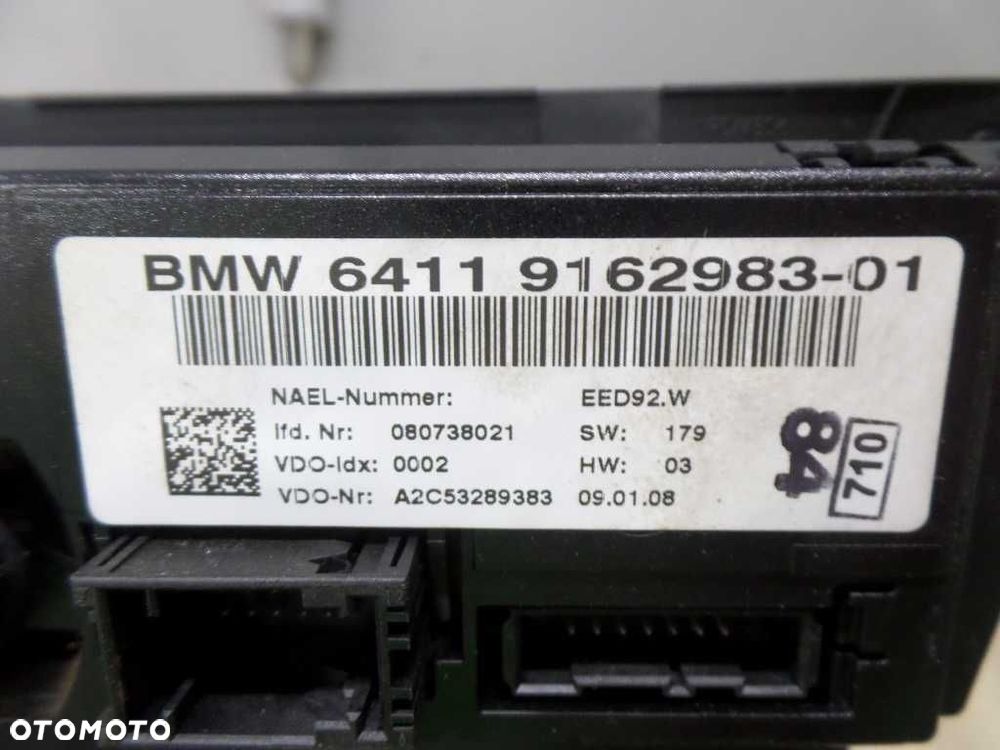 BMW 6411 9162983-01
NAEL-Nummer: EED92.W
lfd. Nr: 080738021 SW: 179
VDO-Idx: 0002 HW: 03
VDO-Nr: A2C53289383 09.01.08
84
710
OTOMOTO